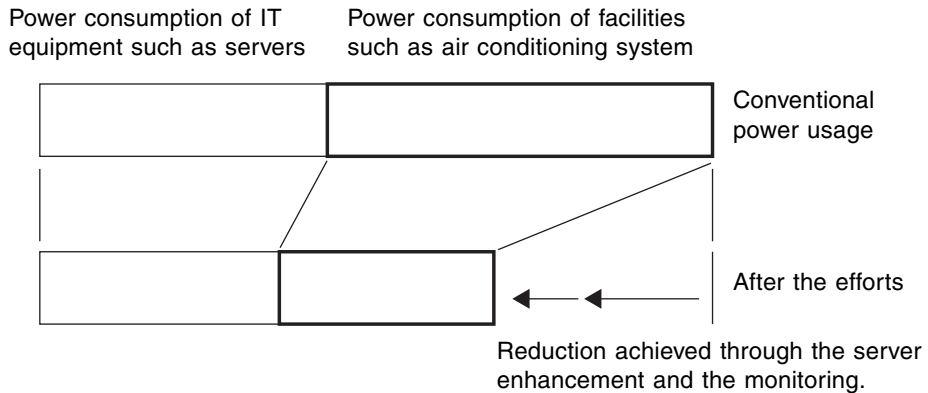 Power consumption of IT
equipment such as servers
Power consumption of facilities
such as air conditioning system
Conventional
power usage
After the efforts
Reduction achieved through the server
enhancement and the monitoring.